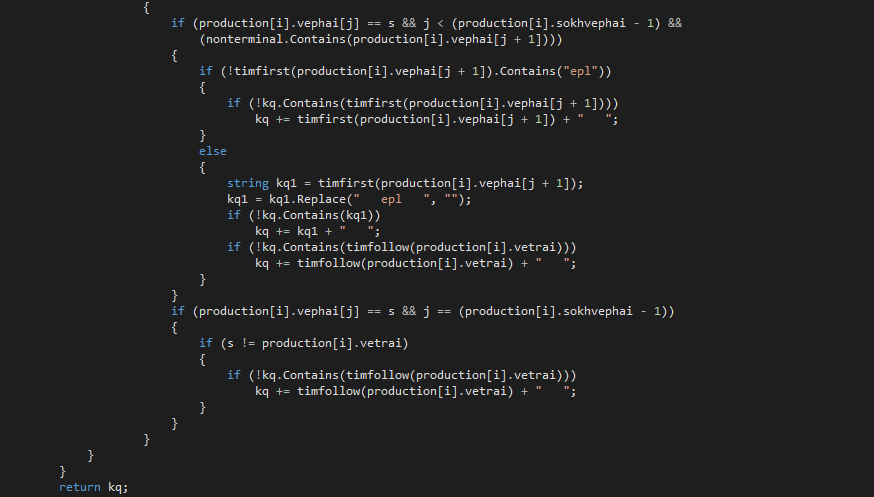 {
if (production[i].vephai[j] == s && j < (production[i].sokhvephai - 1) &&
(nonterminal.Contains(production[i].vephai[j + 1])))
{
if (!timfirst(production[i].vephai[j + 1]).Contains("epl"))
{
if (!kq.Contains(timfirst(production[i].vephai[j + 1])))
kq += timfirst(production[i].vephai[j + 1]) + "   ";
}
else
{
string kq1 = timfirst(production[i].vephai[j + 1]);
kq1 = kq1.Replace("   epl   ", "");
if (!kq.Contains(kq1))
kq += kq1 + "   ";
if (!kq.Contains(timfollow(production[i].vetrai)))
kq += timfollow(production[i].vetrai) + "   ";
}
}
if (production[i].vephai[j] == s && j == (production[i].sokhvephai - 1))
{
if (s != production[i].vetrai)
{
if (!kq.Contains(timfollow(production[i].vetrai)))
kq += timfollow(production[i].vetrai) + "   ";
}
}
}
}
}
return kq;